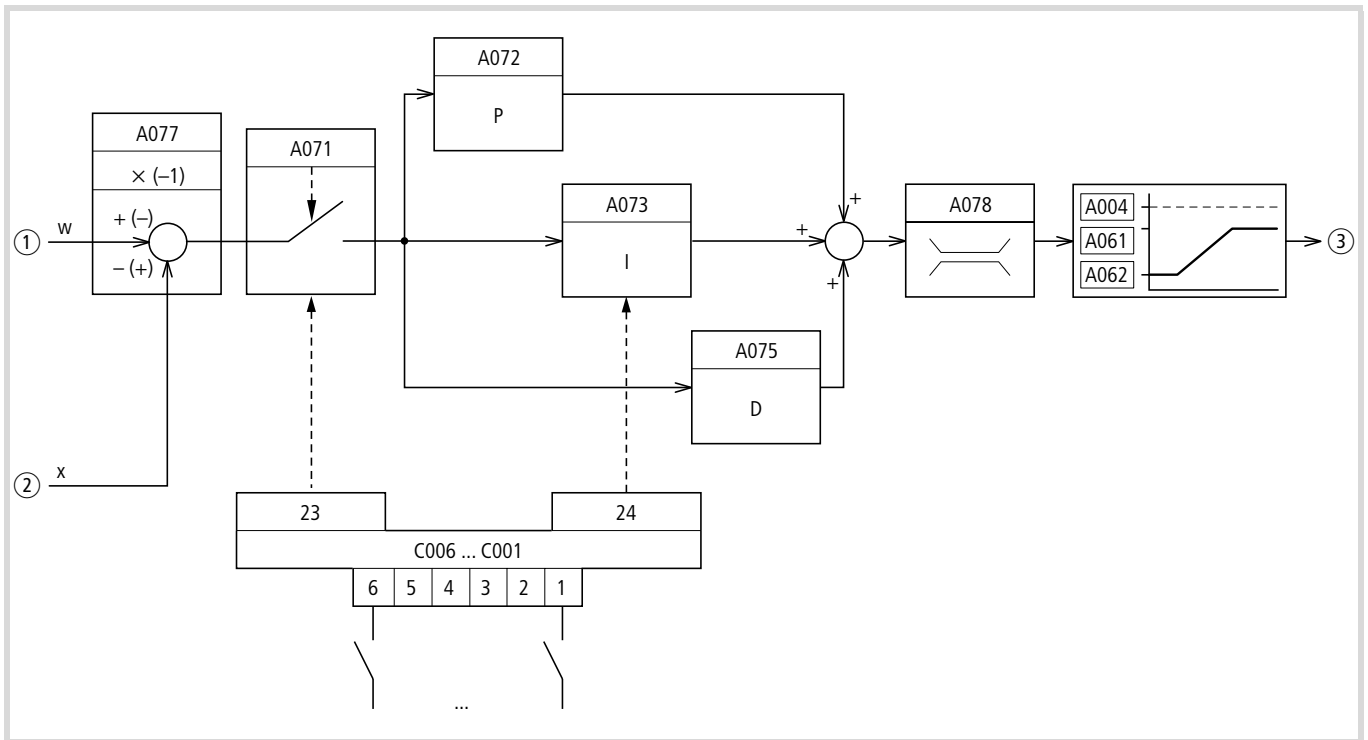 A072
P
A077
× (−1)
+ (−)
− (+)
A071
① w
② x
A073
I
A075
D
+
+
+
A078
A004
A061
A062
③
23
24
C006 ... C001
6 5 4 3 2 1
...